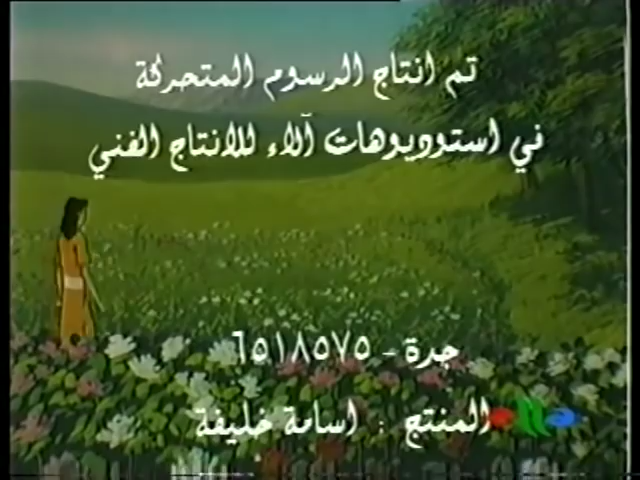 تم انتاج الرسوم المتحركة
في استوديوهات آلاء للانتاج الفني
جدة - ٦٥١٨٥٧٥
المنتج : اسامة خليفة